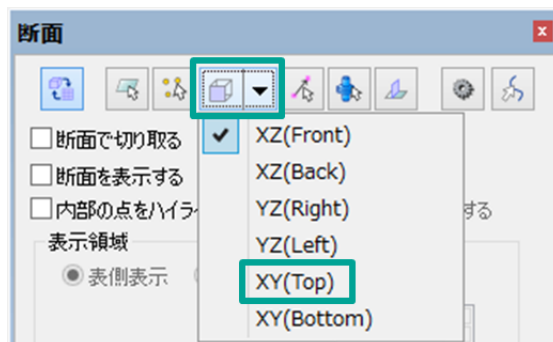 断面
断面で切り取る
XZ(Front)
断面を表示する
XZ(Back)
内部の点をハイラ
YZ(Right)
する
表示領域
YZ(Left)
表側表示
XY(Top)
XY(Bottom)